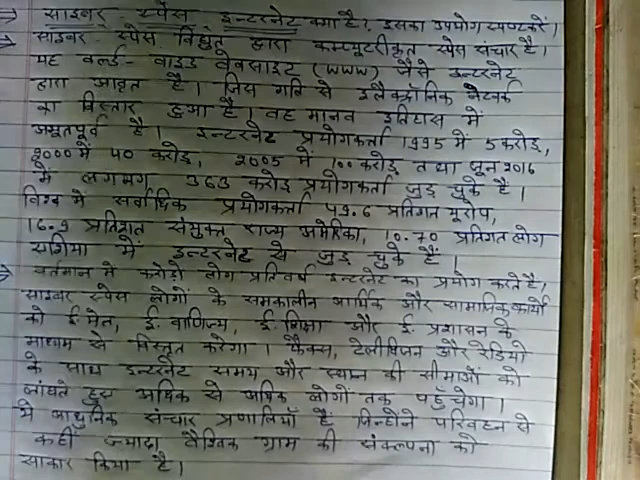 → साइबर - स्पेस इन्टरनेट क्या है? इसका उपयोग स्पष्ट करें।
→ साइबर स्पेस विद्युत द्वारा कम्प्यूटरीकृत स्पेस संचार है।
यह वर्ल्ड - वाइड वेबसाइट (WWW) जैसे इन्टरनेट
द्वारा आवृत है। जिस गति से इलैक्ट्रॉनिक नेटवर्क
का विस्तार हुआ है, वह मानव इतिहास में
अभूतपूर्व है। इन्टरनेट प्रयोगकर्त्ता 1995 में 5 करोड़,
2000 में 40 करोड़, 2005 में 100 करोड़ तथा जून 2016
में लगभग 363 करोड़ प्रयोगकर्त्ता जुड़ चुके है।
विश्व में सर्वाधिक प्रयोगकर्त्ता 49.6 प्रतिशत यूरोप,
16.9 प्रतिशत संयुक्त राज्य अमेरिका, 10.70 प्रतिशत लोग
एशिया में इन्टरनेट से जुड़ चुके हैं।
→ वर्तमान में करोड़ों लोग प्रतिवर्ष इन्टरनेट का प्रयोग करते है,
साइबर स्पेस लोगों के समकालीन आर्थिक और सामाजिक कार्यो
को ई. मेल, ई. वाणिज्य, ई. शिक्षा और ई. प्रशासन के
माध्यम से विस्तृत करेगा। फैक्स, टेलीविजन और रेडियो
के साथ इन्टरनेट समय और स्थान की सीमाओं को
लांघते हुए अधिक से अधिक लोगों तक पहुँचेगा।
ये आधुनिक संचार प्रणालियाँ है जिन्होने परिवहन से
कहीं ज्यादा वैश्विक ग्राम की संकल्पना को
साकार किया है।